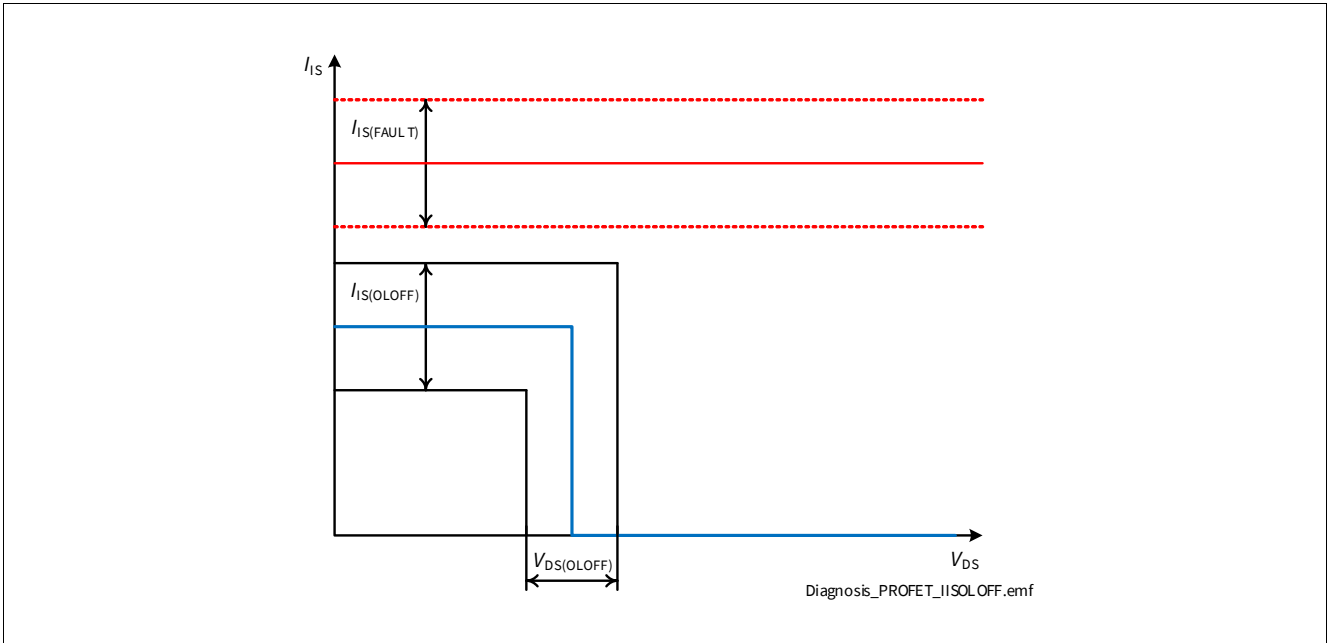 IIS
IIS(FAULT)
IIS(OLOFF)
VDS(OLOFF)
VDS
Diagnosis_PROFET_IISOLOFF.emf